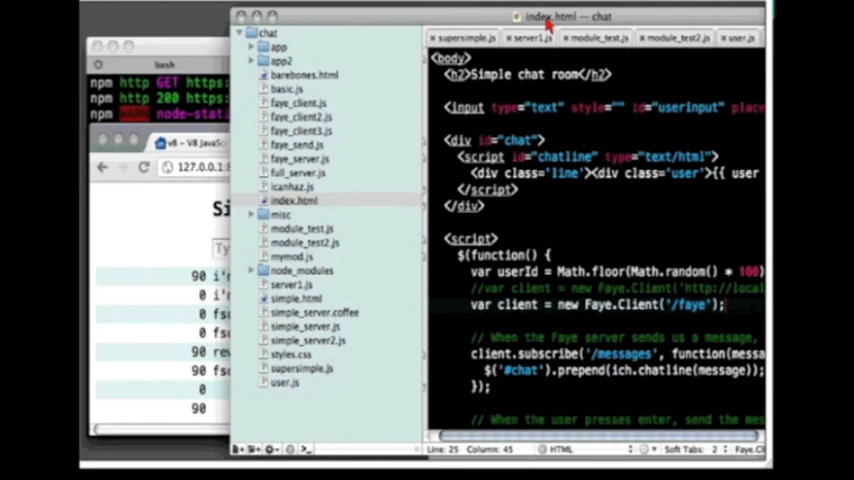 index.html — chat
bash
npm http GET https:
npm http 200 https:
npm node-stati
v8 – V8 JavaSc
127.0.0.1:
Si
Ty
90 i'
0 i'
0 fso
0 fso
90 rew
90 fso
0
90
chat
app
app2
barebones.html
basic.js
faye_client.js
faye_client2.js
faye_client3.js
faye_send.js
faye_server.js
full_server.js
icanhaz.js
index.html
misc
module_test.js
module_test2.js
mymod.js
node_modules
server1.js
simple.html
simple_server.coffee
simple_server.js
simple_server2.js
styles.css
supersimple.js
user.js
supersimple.js server1.js module_test.js module_test2.js user.js
<body>
<h2>Simple chat room</h2>
<input type="text" style="" id="userinput" place
<div id="chat">
<script id="chatline" type="text/html">
<div class='line'><div class='user'>{{ user
</script>
</div>
<script>
$(function() {
var userId = Math.floor(Math.random() * 100)
//var client = new Faye.Client('http://local
var client = new Faye.Client('/faye');
// When the Faye server sends us a message,
client.subscribe('/messages', function(messa
$('#chat').prepend(ich.chatline(message));
});
// When the user presses enter, send the mes
Line: 25 Column: 45 HTML Soft Tabs: 2 Faye.Cl